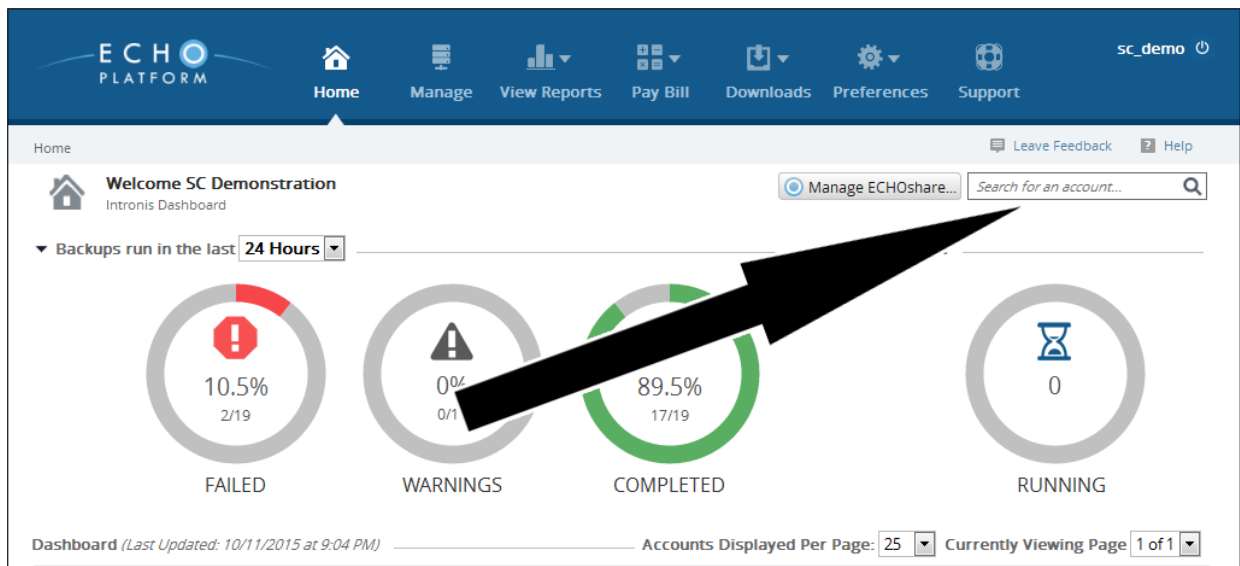 ECHO
PLATFORM
Home
Manage
View Reports
Pay Bill
Downloads
Preferences
Support
sc_demo
Home
Leave Feedback
? Help
Welcome SC Demonstration
Intronis Dashboard
Manage ECHOshare...
Search for an account...
Backups run in the last 24 Hours
10.5%
2/19
FAILED
0%
0/1
WARNINGS
89.5%
17/19
COMPLETED
0
RUNNING
Dashboard (Last Updated: 10/11/2015 at 9:04 PM)
Accounts Displayed Per Page: 25
Currently Viewing Page 1 of 1